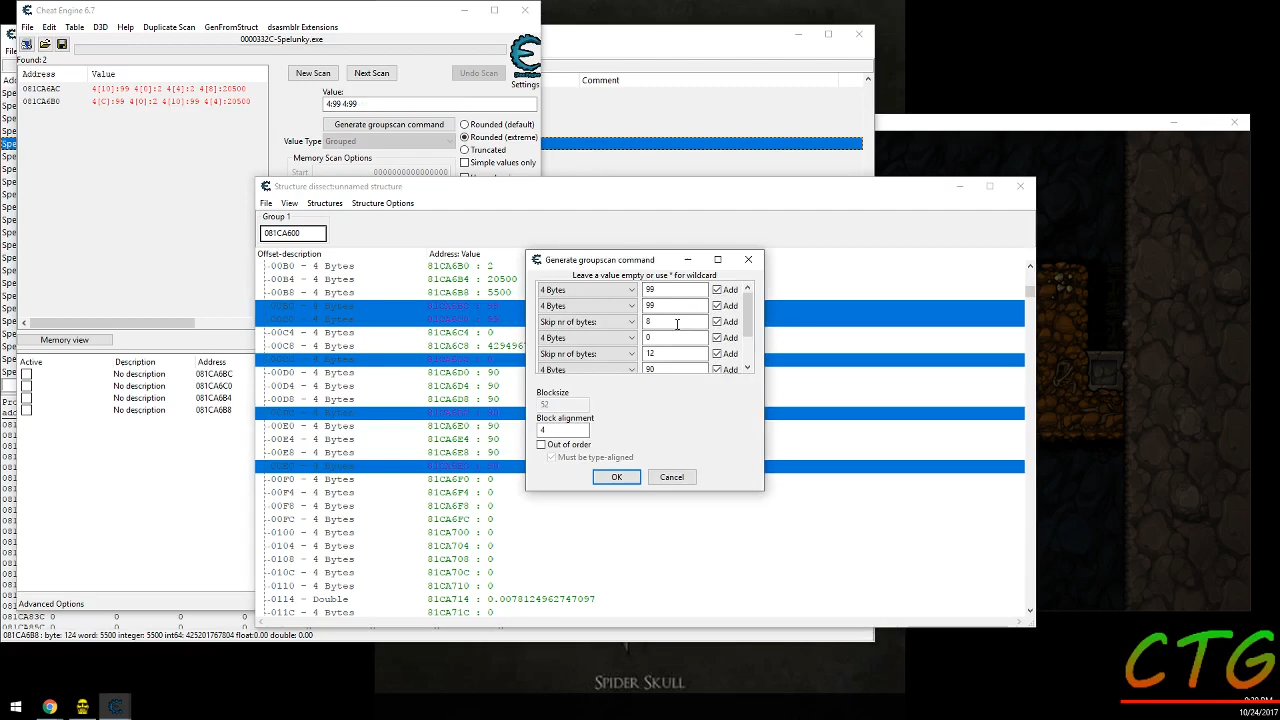 Cheat Engine 6.7
File Edit Table D3D Help Duplicate Scan GenFromStruct dsasmblr Extensions
0000332C-Spelunky.exe
Found:2
Address Value
081CA6AC 4[10]:99 4[0]:2 4[4]:2 4[8]:20500
081CA6B0 4[C]:99 4[0]:2 4[10]:99 4[4]:20500
New Scan Next Scan Undo Scan
Settings
Value:
4:99 4:99
Generate groupscan command
Value Type Grouped
Rounded (default)
Rounded (extreme)
Truncated
Simple values only
Memory Scan Options
Start 0000000000000000
Comment
Memory view
Active Description Address
No description 081CA6BC
No description 081CA6C0
No description 081CA6B4
No description 081CA6B8
Advanced Options
081CA83C 0 0 0 0 0
081CA6B8 : byte: 124 word: 5500 integer: 5500 int64: 425201767804 float:0.00 double: 0.00
Structure dissect:unnamed structure
File View Structures Structure Options
Group 1
081CA600
Offset-description Address: Value
00B0 - 4 Bytes 81CA6B0 : 2
00B4 - 4 Bytes 81CA6B4 : 20500
00B8 - 4 Bytes 81CA6B8 : 5500
00C4 - 4 Bytes 81CA6C4 : 0
00C8 - 4 Bytes 81CA6C8 : 429496
00D0 - 4 Bytes 81CA6D0 : 90
00D4 - 4 Bytes 81CA6D4 : 90
00D8 - 4 Bytes 81CA6D8 : 90
00E0 - 4 Bytes 81CA6E0 : 90
00E4 - 4 Bytes 81CA6E4 : 90
00E8 - 4 Bytes 81CA6E8 : 90
00F0 - 4 Bytes 81CA6F0 : 0
00F4 - 4 Bytes 81CA6F4 : 0
00F8 - 4 Bytes 81CA6F8 : 0
00FC - 4 Bytes 81CA6FC : 0
0100 - 4 Bytes 81CA700 : 0
0104 - 4 Bytes 81CA704 : 0
0108 - 4 Bytes 81CA708 : 0
010C - 4 Bytes 81CA70C : 0
0110 - 4 Bytes 81CA710 : 0
0114 - Double 81CA714 : 0.0078124962747097
011C - 4 Bytes 81CA71C : 0
Generate groupscan command
Leave a value empty or use * for wildcard
4 Bytes 99 Add
4 Bytes 99 Add
Skip nr of bytes: 8 Add
4 Bytes 0 Add
Skip nr of bytes: 12 Add
4 Bytes 90 Add
Blocksize
52
Block alignment
4
Out of order
Must be type-aligned
OK Cancel
SPIDER SKULL
CTG
10/24/2017